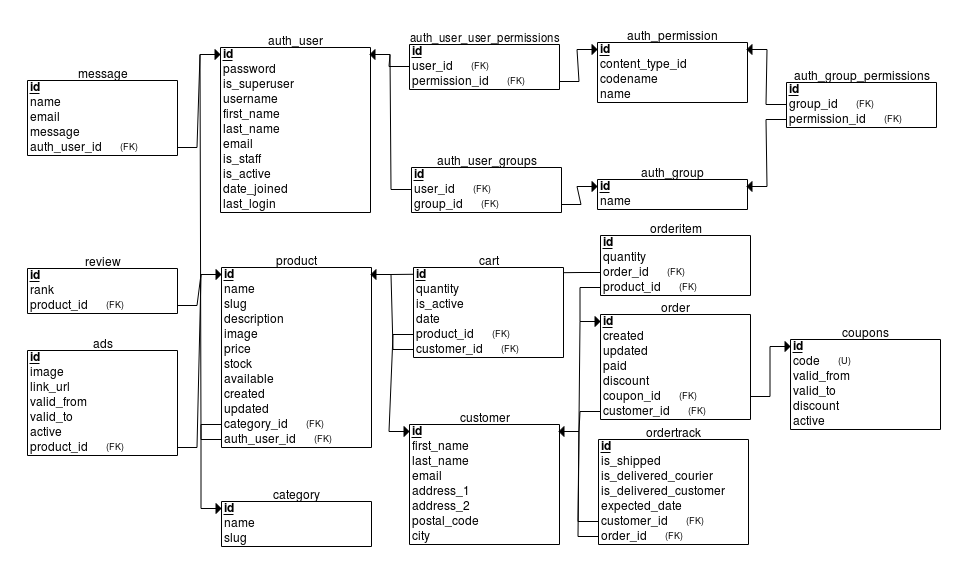 message
id
name
email
message
auth_user_id (FK)
auth_user
id
password
is_superuser
username
first_name
last_name
email
is_staff
is_active
date_joined
last_login
auth_user_user_permissions
id
user_id (FK)
permission_id (FK)
auth_permission
id
content_type_id
codename
name
auth_group_permissions
id
group_id (FK)
permission_id (FK)
auth_user_groups
id
user_id (FK)
group_id (FK)
auth_group
id
name
review
id
rank
product_id (FK)
product
id
name
slug
description
image
price
stock
available
created
updated
category_id (FK)
auth_user_id (FK)
cart
id
quantity
is_active
date
product_id (FK)
customer_id (FK)
orderitem
id
quantity
order_id (FK)
product_id (FK)
order
id
created
updated
paid
discount
coupon_id (FK)
customer_id (FK)
coupons
id
code (U)
valid_from
valid_to
discount
active
ads
id
image
link_url
valid_from
valid_to
active
product_id (FK)
customer
id
first_name
last_name
email
address_1
address_2
postal_code
city
ordertrack
id
is_shipped
is_delivered_courier
is_delivered_customer
expected_date
customer_id (FK)
order_id (FK)
category
id
name
slug